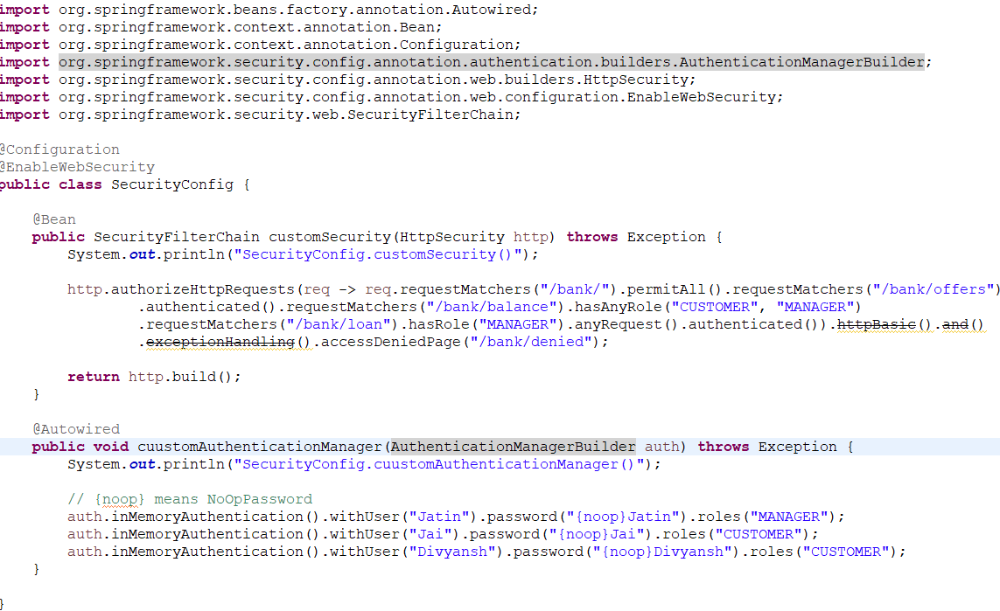 import org.springframework.beans.factory.annotation.Autowired;
import org.springframework.context.annotation.Bean;
import org.springframework.context.annotation.Configuration;
import org.springframework.security.config.annotation.authentication.builders.AuthenticationManagerBuilder;
import org.springframework.security.config.annotation.web.builders.HttpSecurity;
import org.springframework.security.config.annotation.web.configuration.EnableWebSecurity;
import org.springframework.security.web.SecurityFilterChain;

@Configuration
@EnableWebSecurity
public class SecurityConfig {

    @Bean
    public SecurityFilterChain customSecurity(HttpSecurity http) throws Exception {
        System.out.println("SecurityConfig.customSecurity()");

        http.authorizeHttpRequests(req -> req.requestMatchers("/bank/").permitAll().requestMatchers("/bank/offers")
                .authenticated().requestMatchers("/bank/balance").hasAnyRole("CUSTOMER", "MANAGER")
                .requestMatchers("/bank/loan").hasRole("MANAGER").anyRequest().authenticated()).httpBasic().and()
                .exceptionHandling().accessDeniedPage("/bank/denied");

        return http.build();
    }

    @Autowired
    public void cuustomAuthenticationManager(AuthenticationManagerBuilder auth) throws Exception {
        System.out.println("SecurityConfig.cuustomAuthenticationManager()");

        // {noop} means NoOpPassword
        auth.inMemoryAuthentication().withUser("Jatin").password("{noop}Jatin").roles("MANAGER");
        auth.inMemoryAuthentication().withUser("Jai").password("{noop}Jai").roles("CUSTOMER");
        auth.inMemoryAuthentication().withUser("Divyansh").password("{noop}Divyansh").roles("CUSTOMER");
    }

}